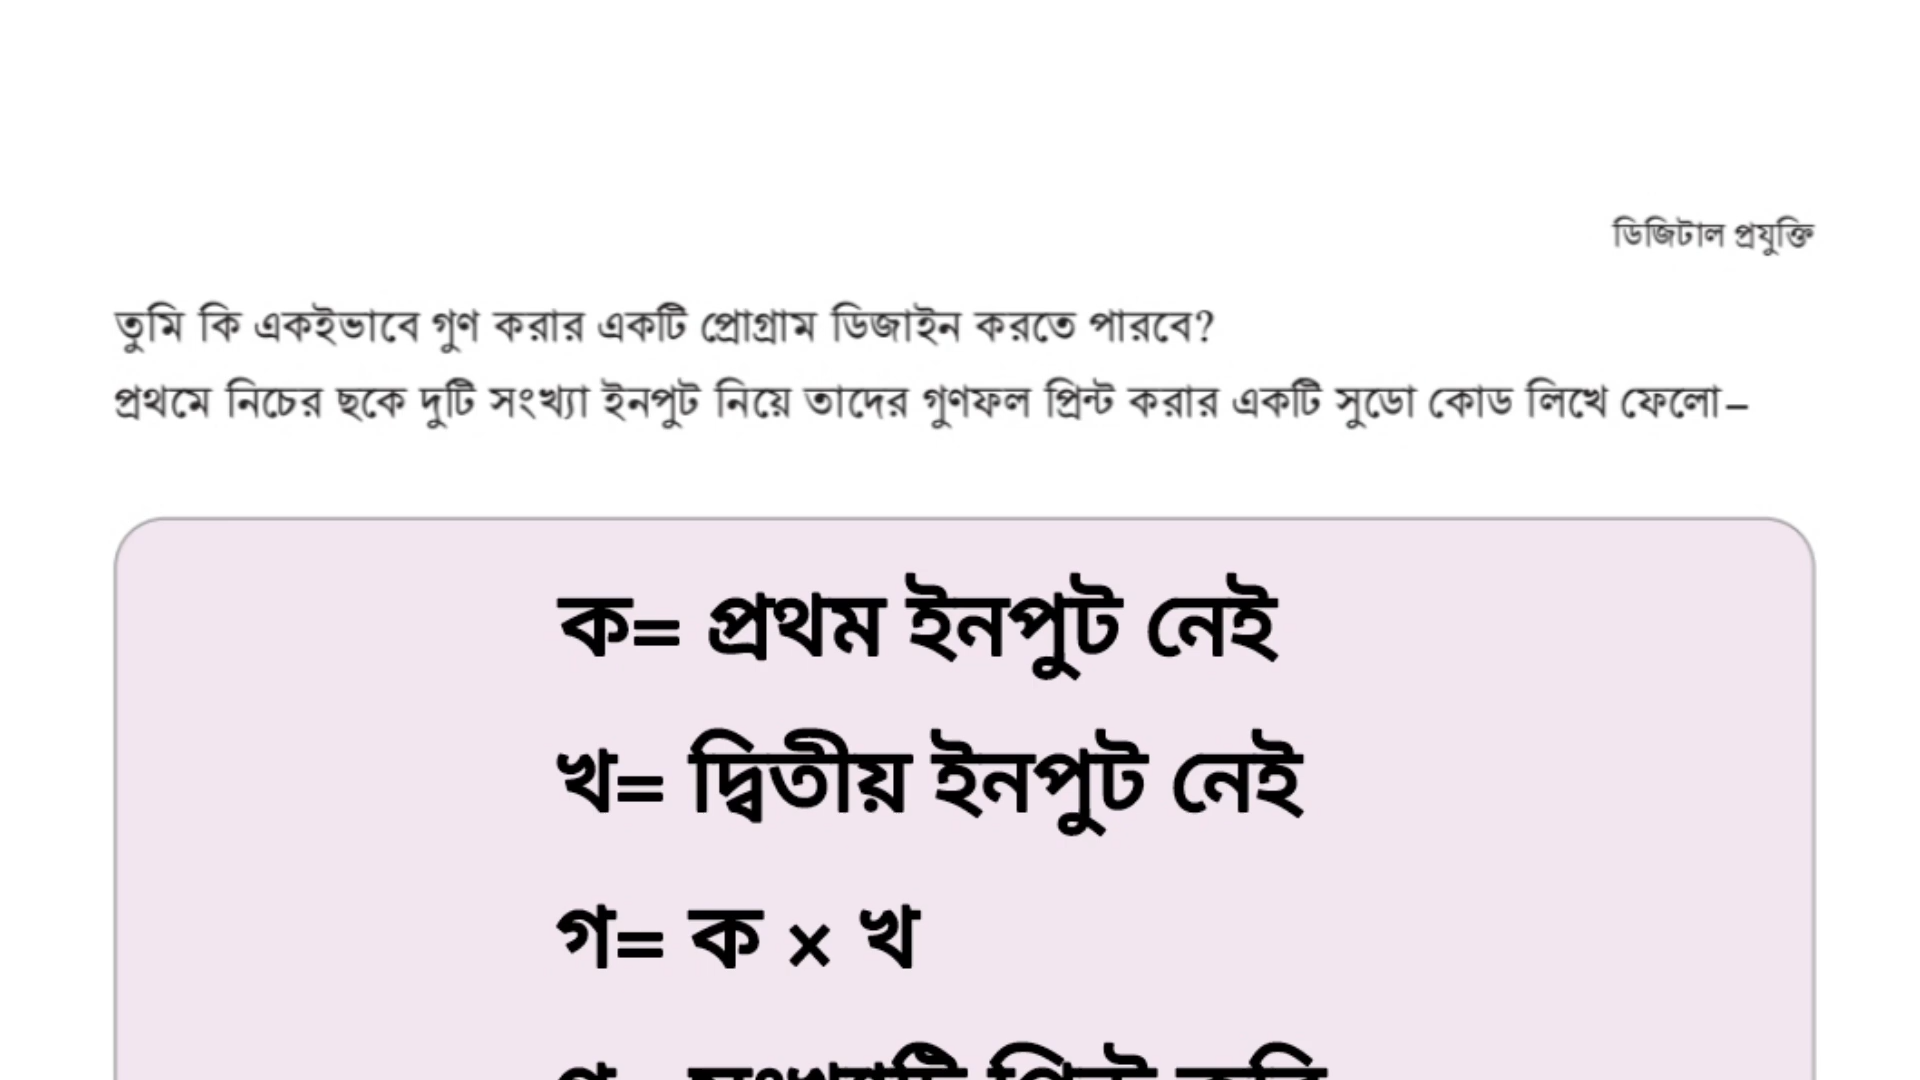 ডিজিটাল প্রযুক্তি
তুমি কি একইভাবে গুণ করার একটি প্রোগ্রাম ডিজাইন করতে পারবে?
প্রথমে নিচের ছকে দুটি সংখ্যা ইনপুট নিয়ে তাদের গুণফল প্রিন্ট করার একটি সুডো কোড লিখে ফেলো–
ক= প্রথম ইনপুট নেই
খ= দ্বিতীয় ইনপুট নেই
গ= ক × খ